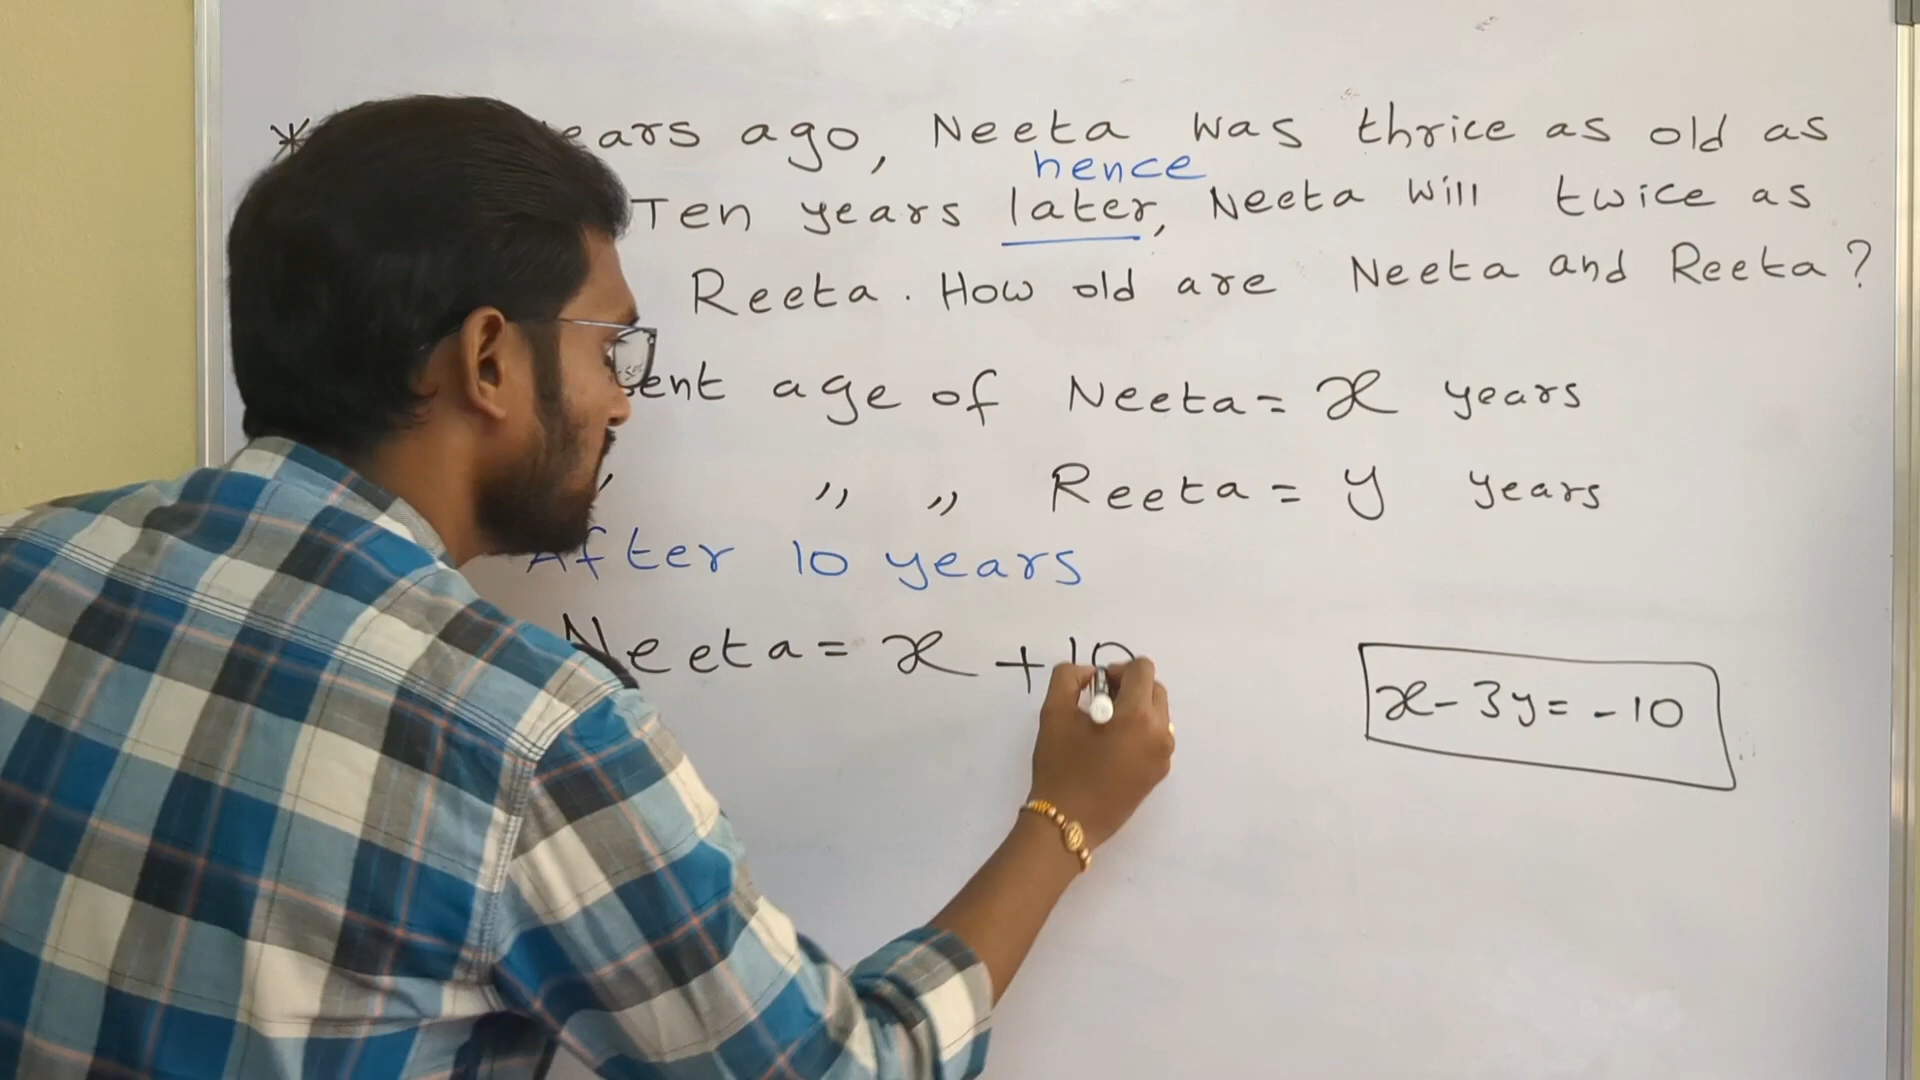 * ears ago, Neeta was thrice as old as
hence
Ten years later, Neeta will twice as
Reeta. How old are Neeta and Reeta?
ent age of Neeta = x years
" " " Reeta = y years
After 10 years
Neeta = x + 10
x - 3y = -10